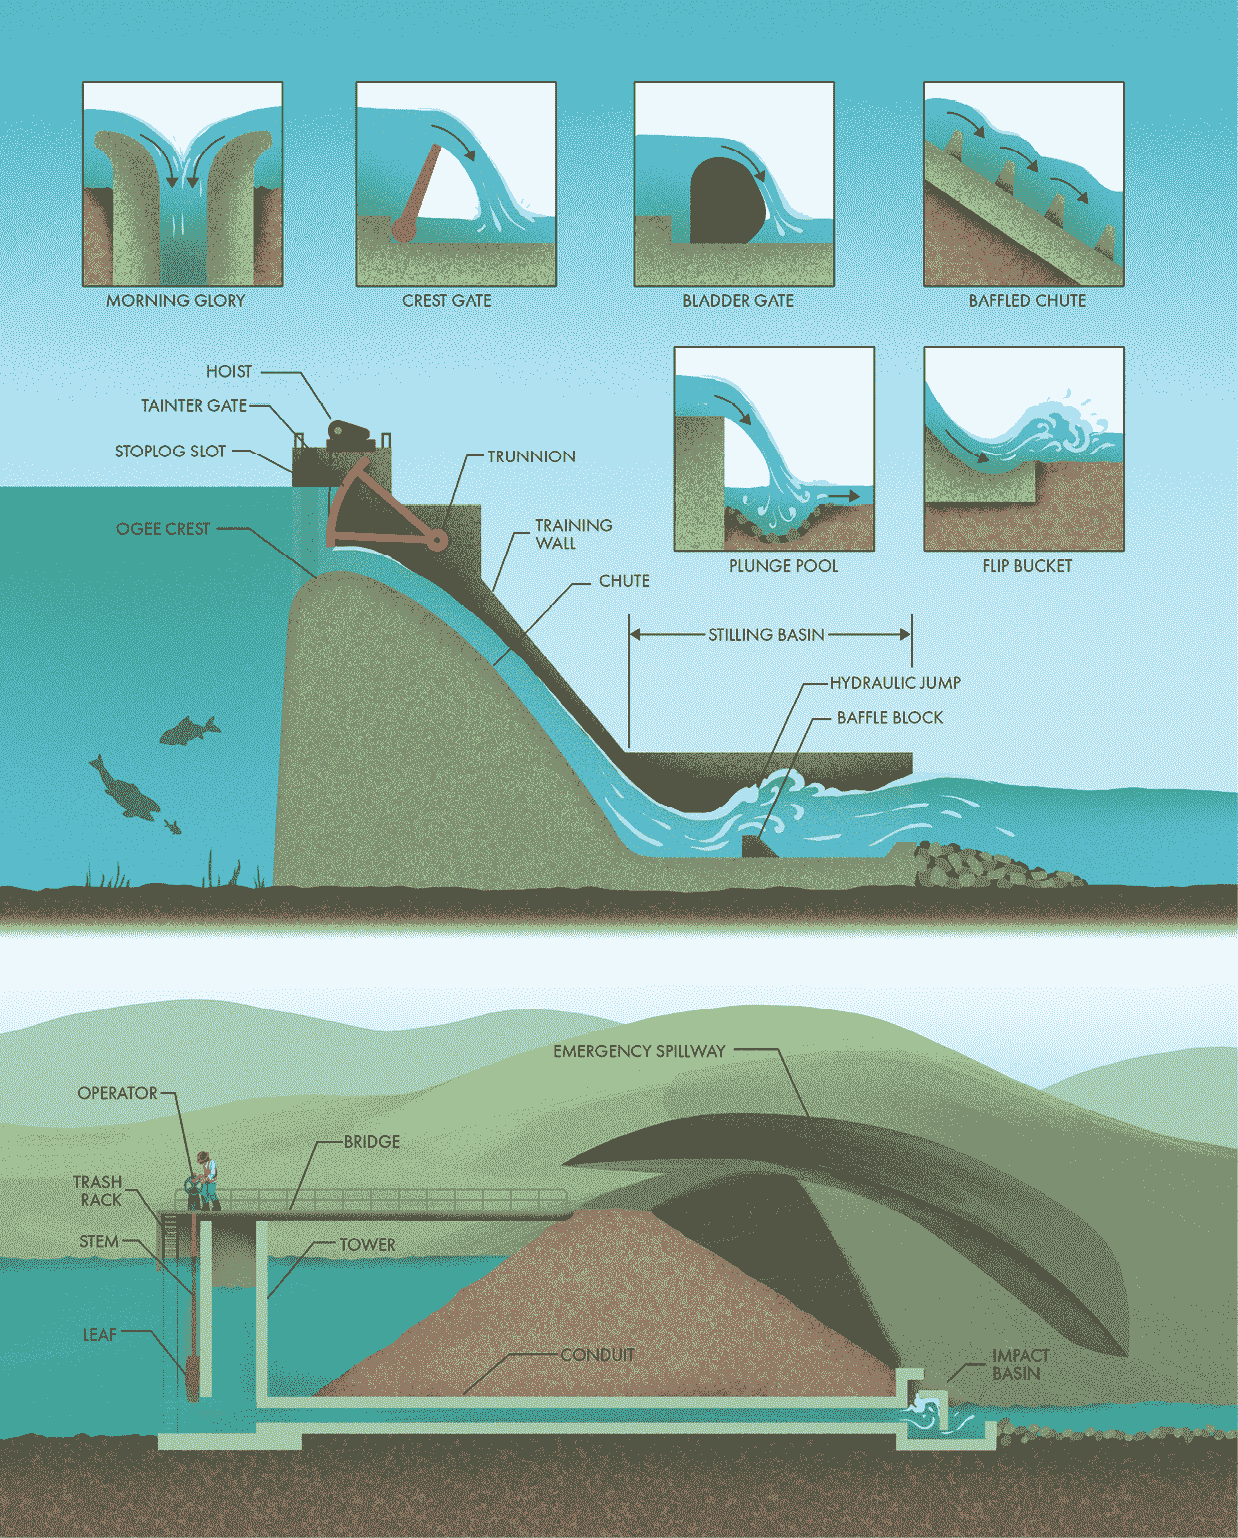 MORNING GLORY
CREST GATE
BLADDER GATE
BAFFLED CHUTE
HOIST
TAINTER GATE
STOPLOG SLOT
TRUNNION
OGEE CREST
TRAINING
WALL
CHUTE
PLUNGE POOL
FLIP BUCKET
STILLING BASIN
HYDRAULIC JUMP
BAFFLE BLOCK
EMERGENCY SPILLWAY
OPERATOR
BRIDGE
TRASH
RACK
STEM
TOWER
LEAF
CONDUIT
IMPACT
BASIN